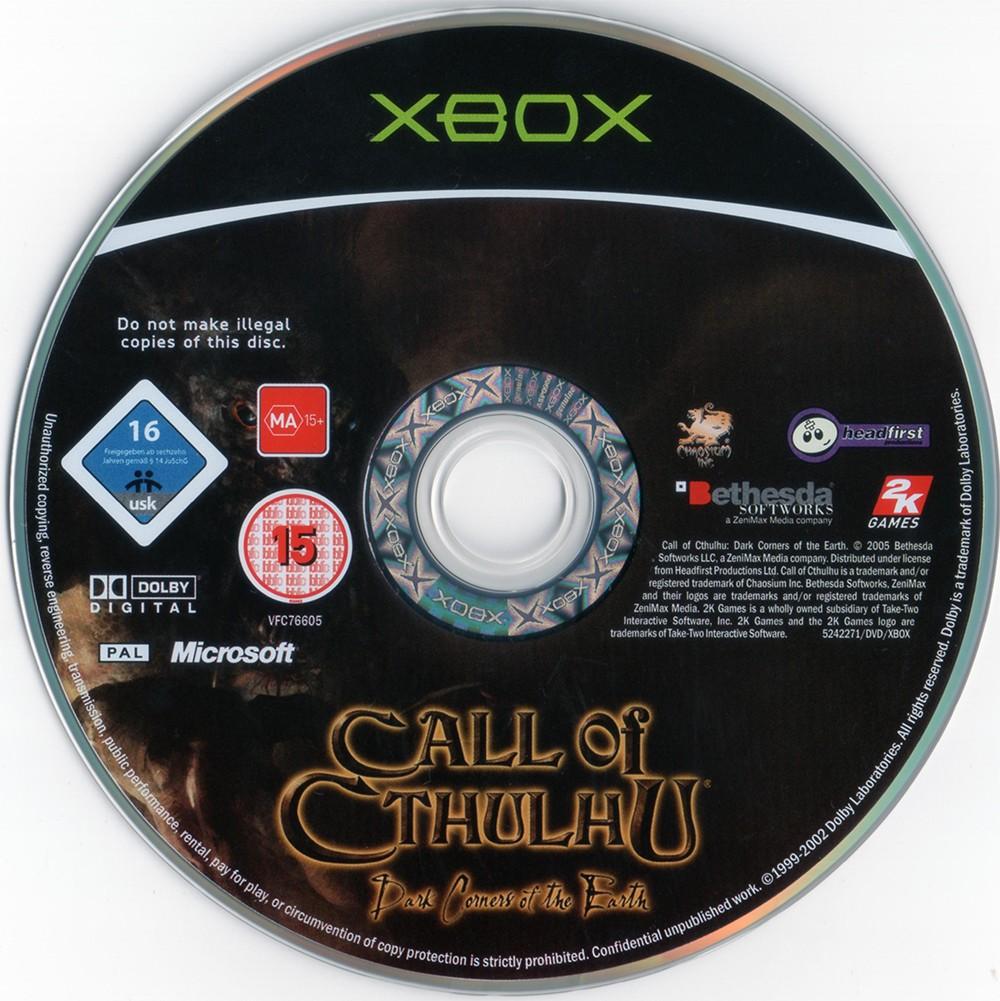 XBOX
Do not make illegal
copies of this disc.
16
Freigegeben ab sechzehn
Jahren gemäß § 14 JuSchG
usk
MA 15+
15
VFC76605
DOLBY
DIGITAL
PAL
Microsoft
CHAOSIUM
INC.
headfirst
productions
Bethesda
SOFTWORKS
a ZeniMax Media company
2K
GAMES
Call of Cthulhu: Dark Corners of the Earth. © 2005 Bethesda
Softworks LLC, a ZeniMax Media company. Distributed under license
from Headfirst Productions Ltd. Call of Cthulhu is a trademark and / or
registered trademark of Chaosium Inc. Bethesda Softworks, ZeniMax
and their logos are trademarks and/or registered trademarks of
ZeniMax Media. 2K Games is a wholly owned subsidiary of Take-Two
Interactive Software, Inc. 2K Games and the 2K Games logo are
trademarks of Take-Two Interactive Software. 5242271/DVD/XBOX
CALL Of
CTHULHU®
Dark Corners of the Earth
Unauthorized copying, reverse engineering, transmission, public performance, rental, pay for play, or circumvention of copy protection is strictly prohibited. Confidential unpublished work. ©1999-2002 Dolby Laboratories. All rights reserved. Dolby is a trademark of Dolby Laboratories.